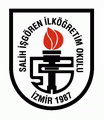 SALİH İŞGÖREN İLKÖĞRETİM OKULU
İZMİR 1987